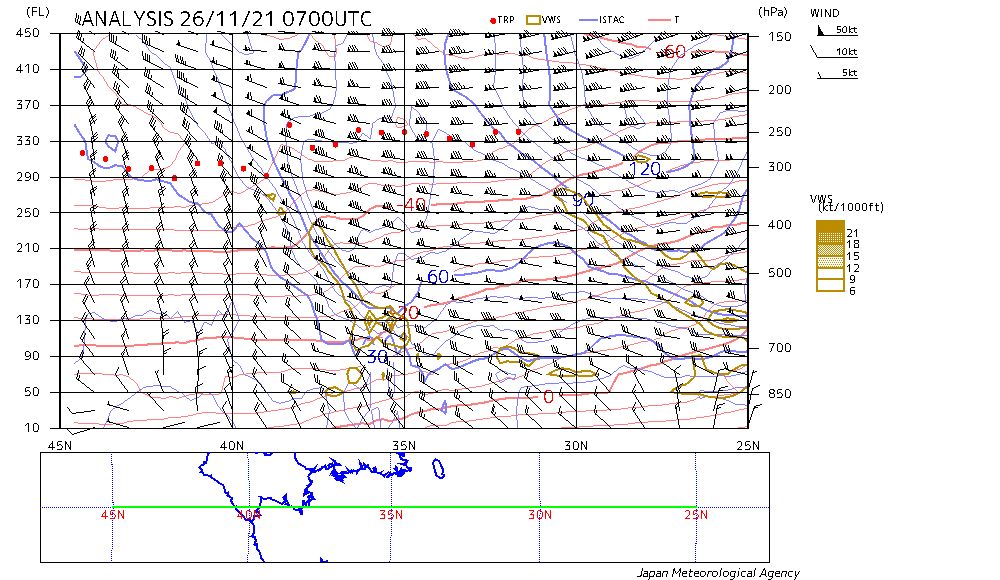 (FL) ANALYSIS 26/11/21 0700UTC TRP VWS ISTAC T (hPa) WIND
450 -60 150 50kt
410 10kt
5kt
370 200
330 250
290 120 300
250 -40 90 VWS
(kt/1000ft)
210 400 21
18
170 60 500 15
12
130 -20 9
6
90 30 700
50 0 850
10
45N 40N 35N 30N 25N
45N 40N 35N 30N 25N
Japan Meteorological Agency